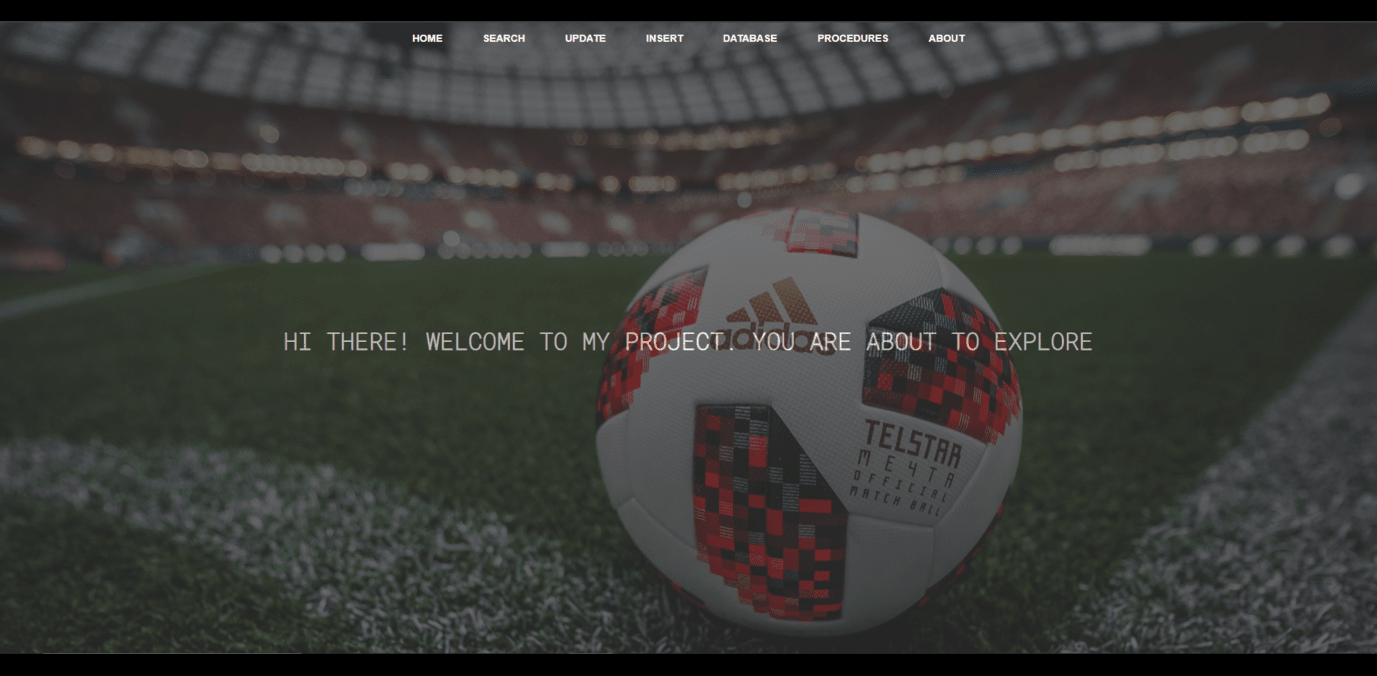 HOME SEARCH UPDATE INSERT DATABASE PROCEDURES ABOUT
HI THERE! WELCOME TO MY PROJECT. YOU ARE ABOUT TO EXPLORE
adidas
TELSTAR
МЕЧТА
OFFICIAL
MATCH BALL